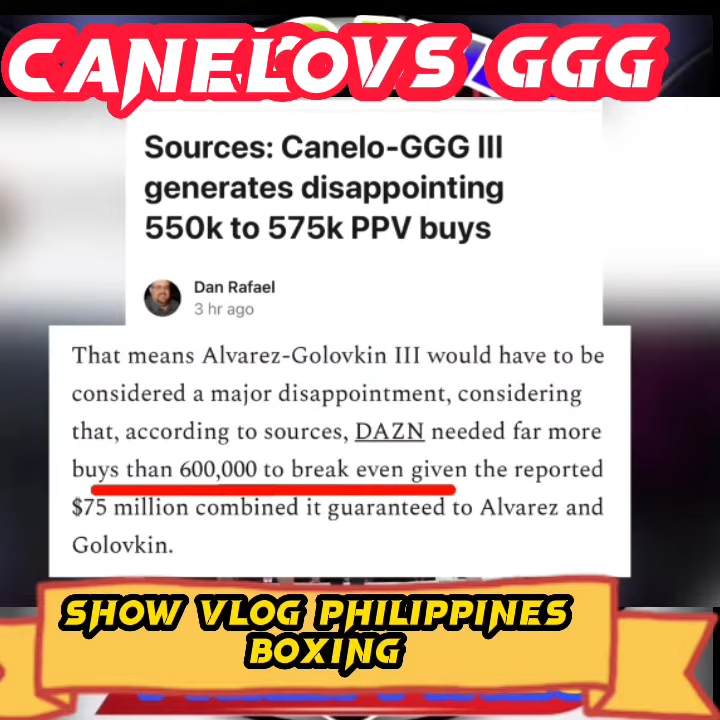 CANELOVS GGG
Sources: Canelo-GGG III
generates disappointing
550k to 575k PPV buys
Dan Rafael
3 hr ago
That means Alvarez-Golovkin III would have to be
considered a major disappointment, considering
that, according to sources, DAZN needed far more
buys than 600,000 to break even given the reported
$75 million combined it guaranteed to Alvarez and
Golovkin.
SHOW VLOG PHILIPPINES
BOXING